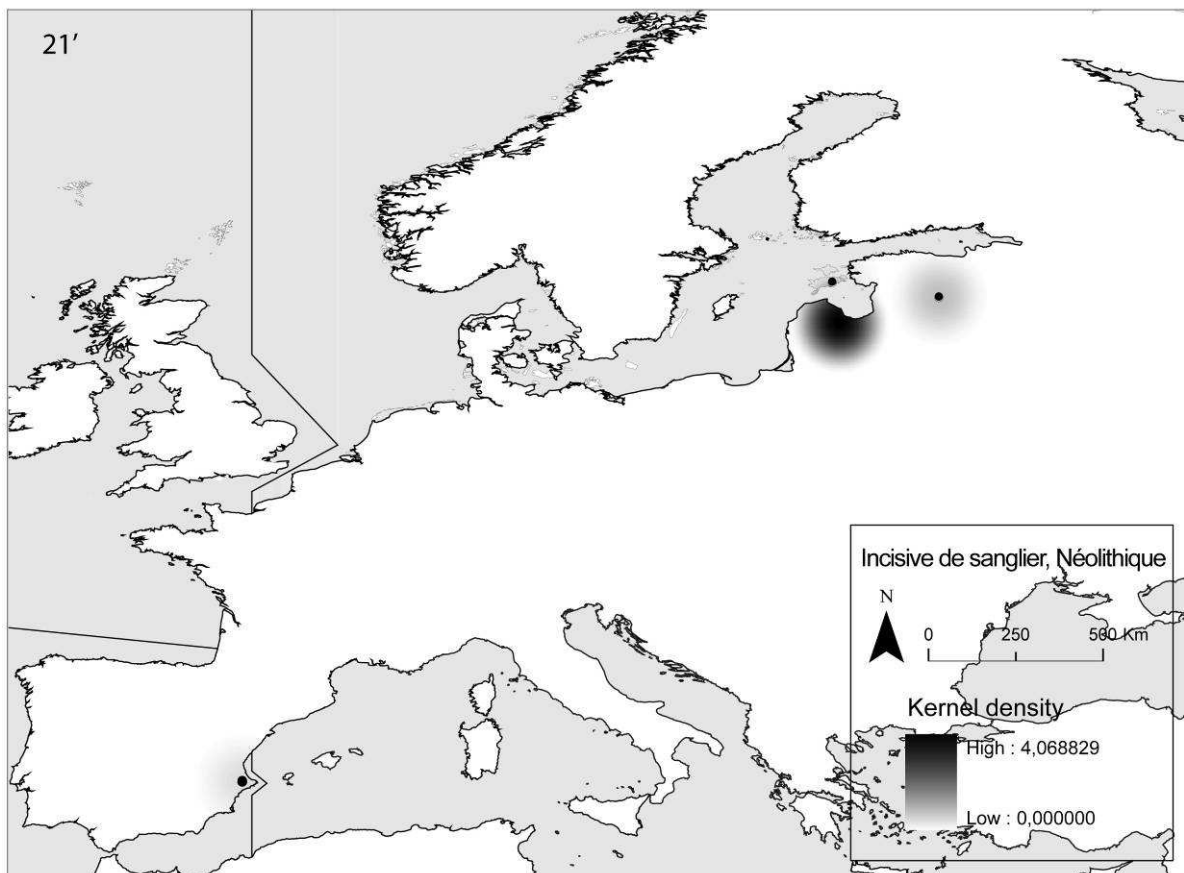 21'
Incisive de sanglier, Néolithique
N
0 250 500 Km
Kernel density
High : 4,068829
Low : 0,000000